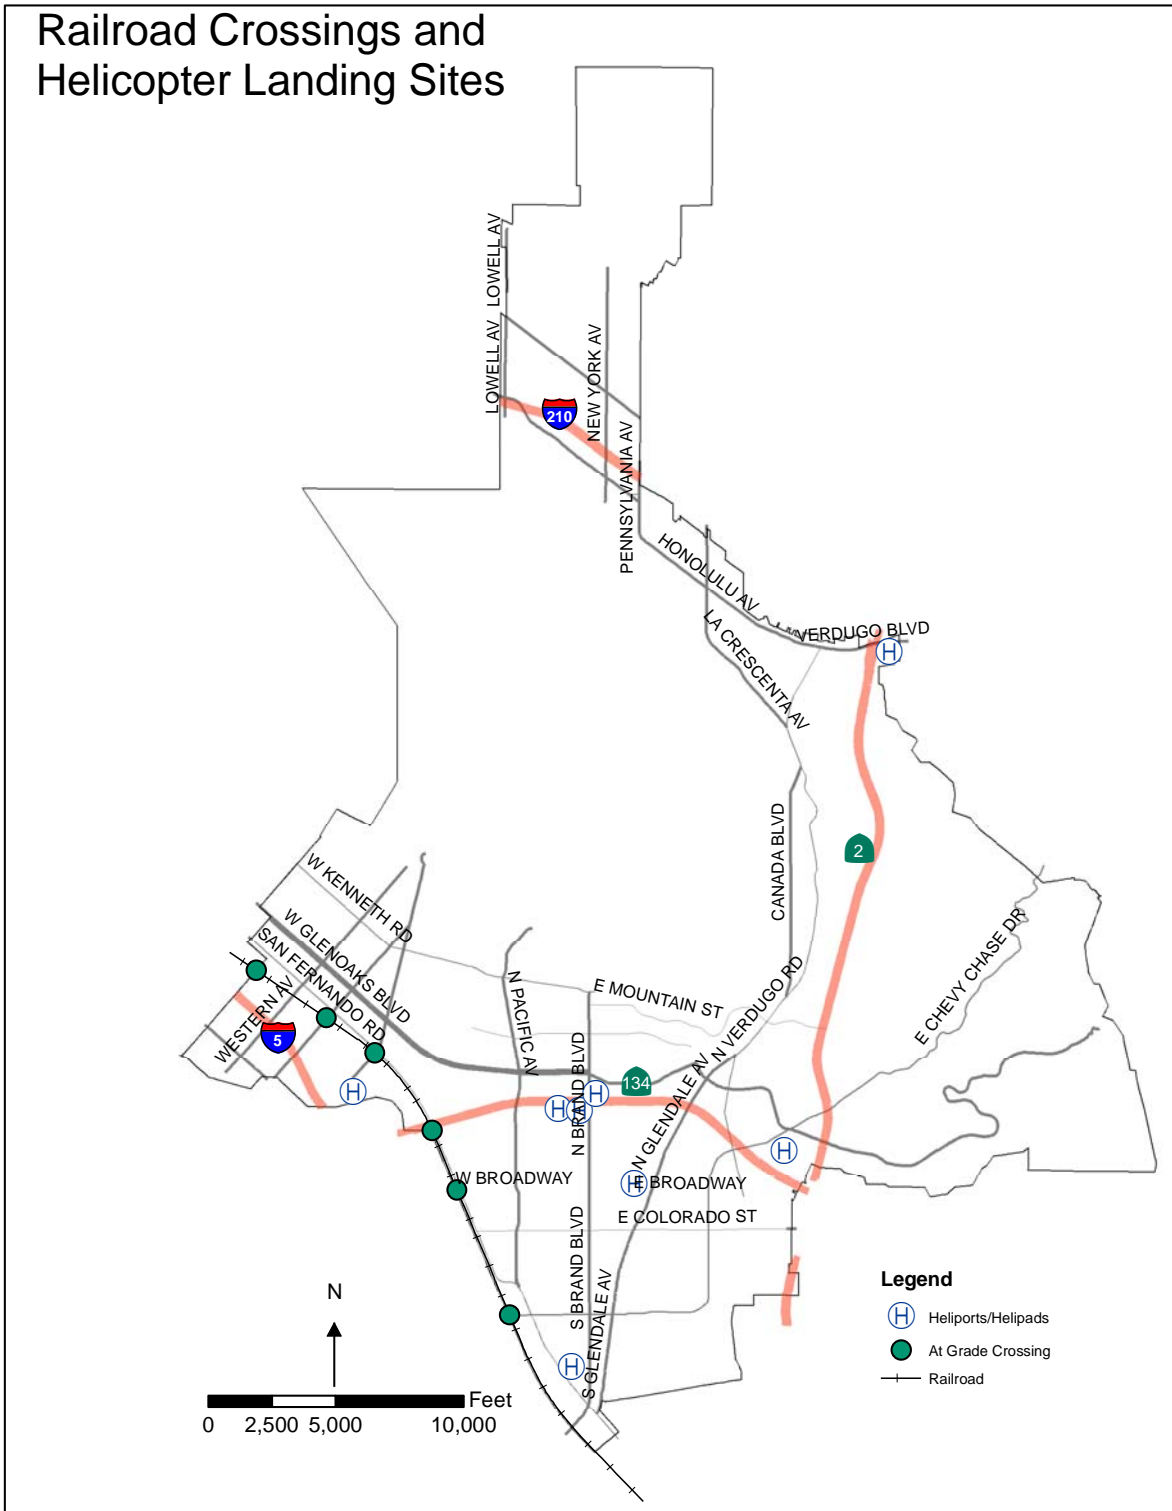 Railroad Crossings and
Helicopter Landing Sites
LOWELL AV
LOWELL AV
NEW YORK AV
210
PENNSYLVANIA AV
HONOLULU AV
LA CRESCENTA AV
VERDUGO BLVD
H
CANADA BLVD
2
W KENNETH RD
W GLENOAKS BLVD
SAN FERNANDO RD
WESTERN AV
5
H
N PACIFIC AV
E MOUNTAIN ST
N VERDUGO RD
E CHEVY CHASE DR
N BRAND BLVD
134
H
H
H
N GLENDALE AV
H
W BROADWAY
H
E BROADWAY
E COLORADO ST
S BRAND BLVD
S GLENDALE AV
H
N
Feet
0 2,500 5,000 10,000
Legend
H Heliports/Helipads
At Grade Crossing
Railroad